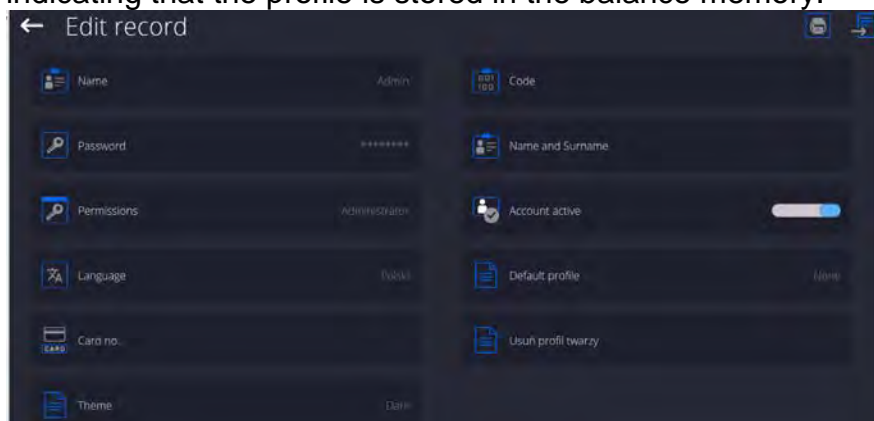 indicating that the profile is stored in the balance memory.
Edit record
Name Admin
Code
Password ********
Name and Surname
Permissions Administrator
Account active
Language Polski
Default profile None
CARD Card no.
Usuń profil twarzy
Theme Dark